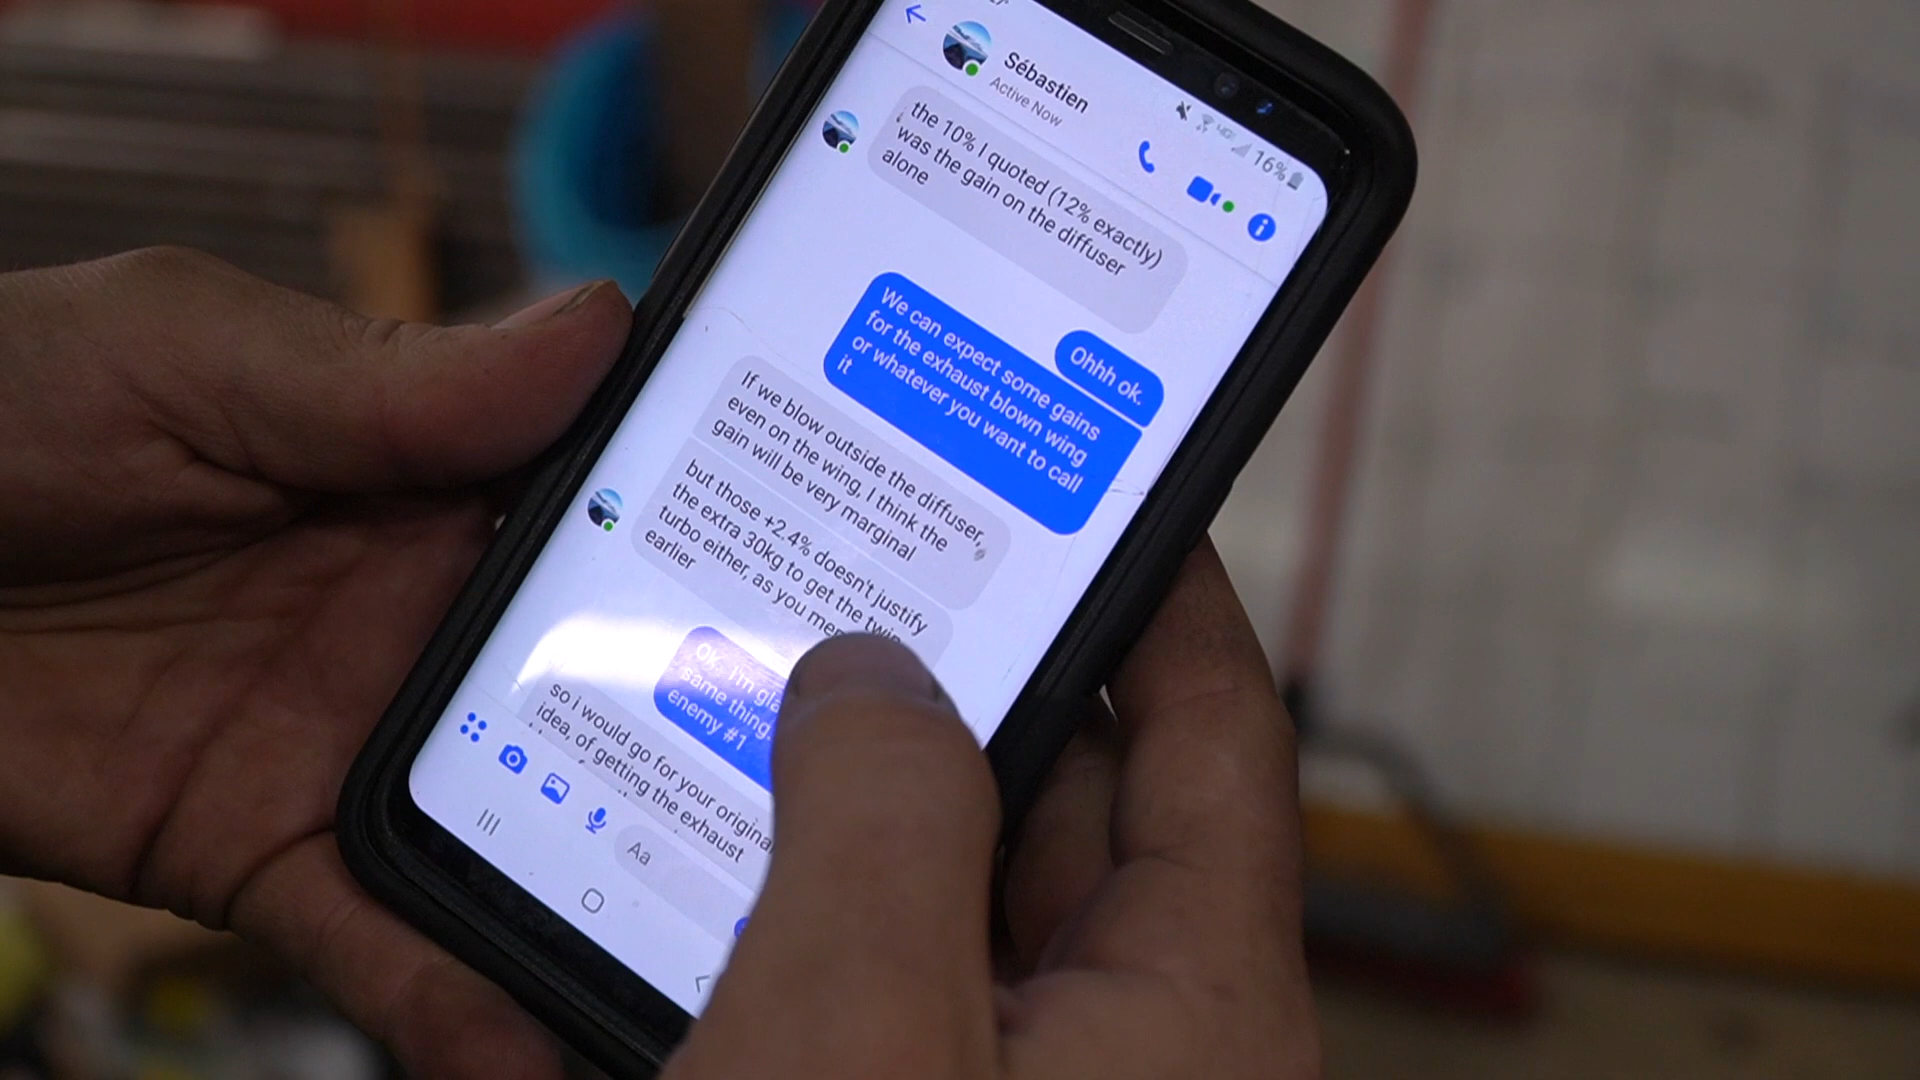 Sébastien
Active Now
16%
the 10% I quoted (12% exactly)
was the gain on the diffuser
alone
Ohhh ok.
We can expect some gains
for the exhaust blown wing
or whatever you want to call
it
If we blow outside the diffuser,
even on the wing, I think the
gain will be very marginal
but those +2.4% doesn't justify
the extra 30kg to get the twin
turbo either, as you
earlier
Ok. I'm
same thing.
enemy #1
so i would go for your
idea, of getting the exhaust
Aa